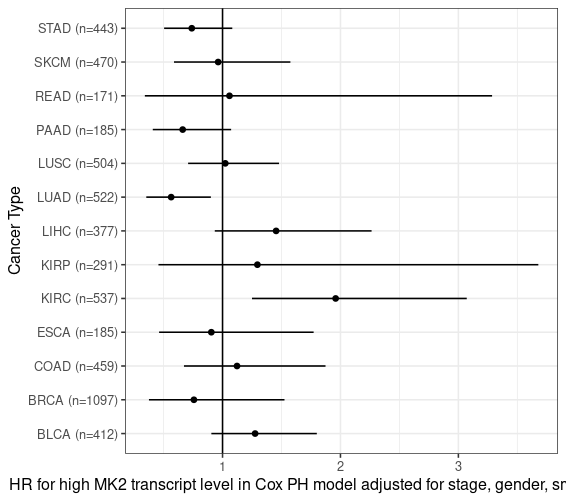 STAD (n=443)
SKCM (n=470)
READ (n=171)
PAAD (n=185)
LUSC (n=504)
LUAD (n=522)
LIHC (n=377)
KIRP (n=291)
KIRC (n=537)
ESCA (n=185)
COAD (n=459)
BRCA (n=1097)
BLCA (n=412)
Cancer Type
1 2 3
HR for high MK2 transcript level in Cox PH model adjusted for stage, gender,